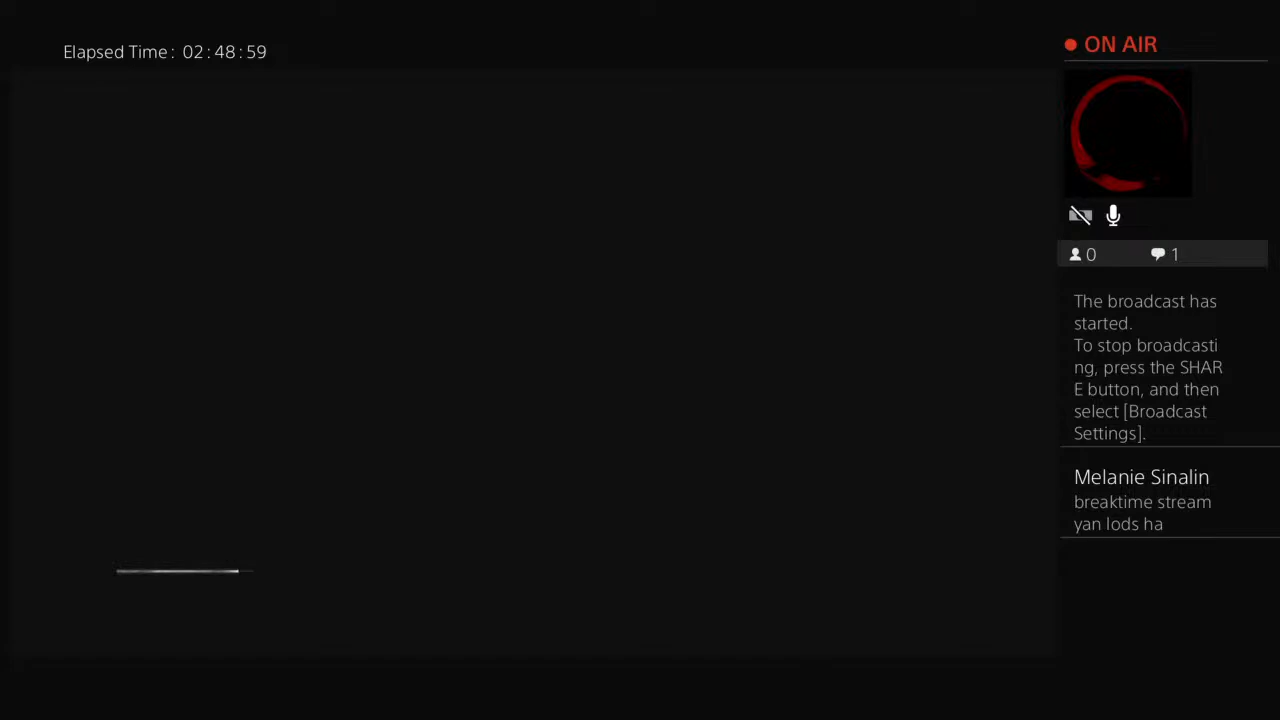 Elapsed Time: 02:48:59
ON AIR
0 1
The broadcast has
started.
To stop broadcasti
ng, press the SHAR
E button, and then
select [Broadcast
Settings].
Melanie Sinalin
breaktime stream
yan lods ha